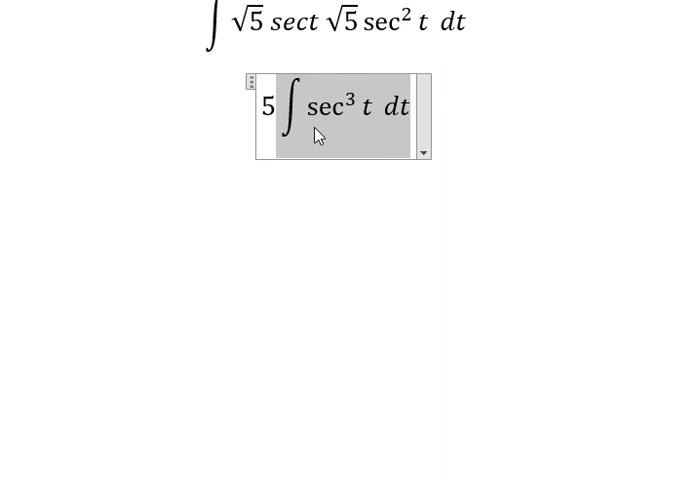 ∫ √5 sect √5 sec² t dt
5 ∫ sec³ t dt